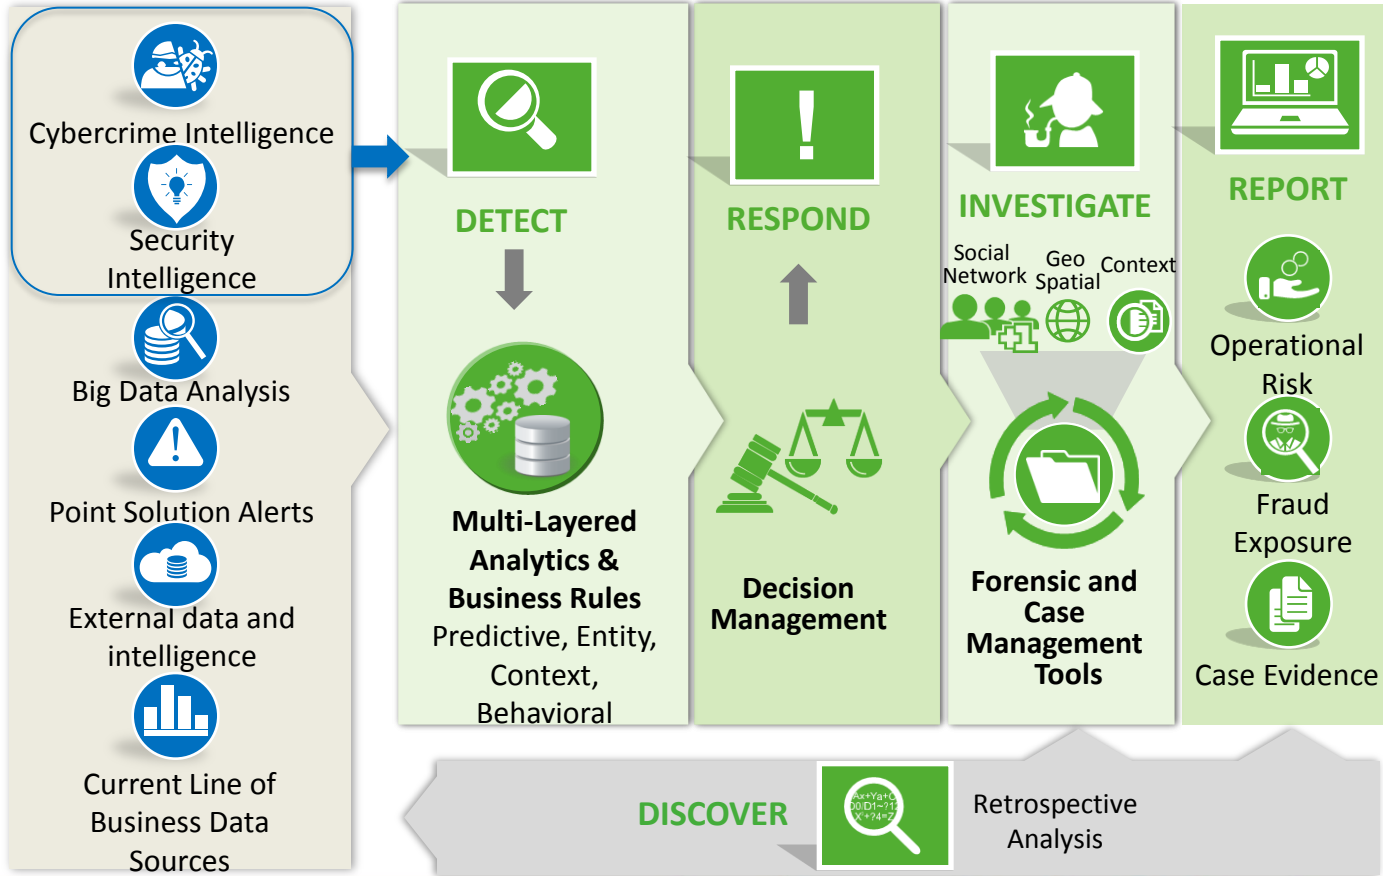 Cybercrime Intelligence
Security
Intelligence
Big Data Analysis
Point Solution Alerts
External data and
intelligence
Current Line of
Business Data
Sources
DETECT
Multi-Layered
Analytics &
Business Rules
Predictive, Entity,
Context,
Behavioral
RESPOND
Decision
Management
INVESTIGATE
Social
Network
Geo
Spatial
Context
+1
Forensic and
Case
Management
Tools
REPORT
Operational
Risk
Fraud
Exposure
Case Evidence
DISCOVER
Retrospective
Analysis